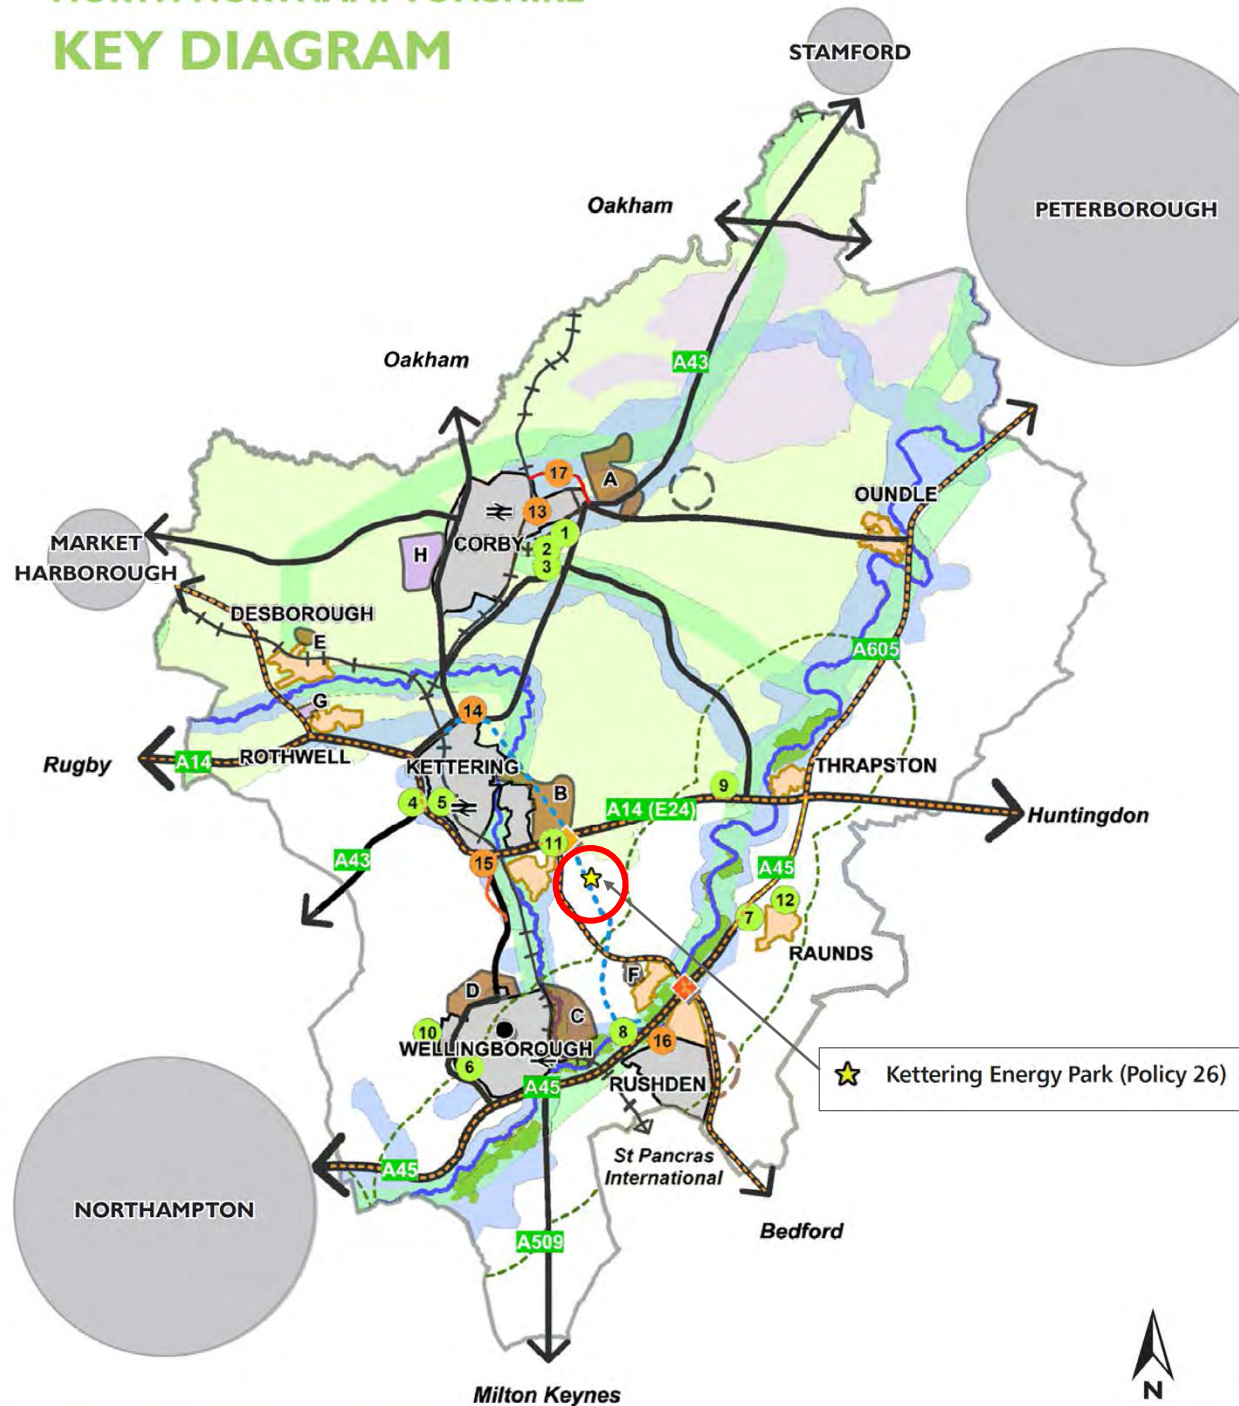 NORTH NORTHAMPTONSHIRE
KEY DIAGRAM
STAMFORD
PETERBOROUGH
Oakham
Oakham
A43
17
A
13
OUNDLE
1
MARKET
HARBOROUGH
H
CORBY
2
3
DESBOROUGH
E
A605
G
14
Rugby
A14
ROTHWELL
KETTERING
THRAPSTON
9
B
4
5
A14 (E24)
Huntingdon
11
A43
15
A45
12
7
RAUNDS
F
D
C
10
8
WELLINGBOROUGH
16
6
A45
RUSHDEN
Kettering Energy Park (Policy 26)
St Pancras
International
A45
NORTHAMPTON
Bedford
A509
Milton Keynes
N